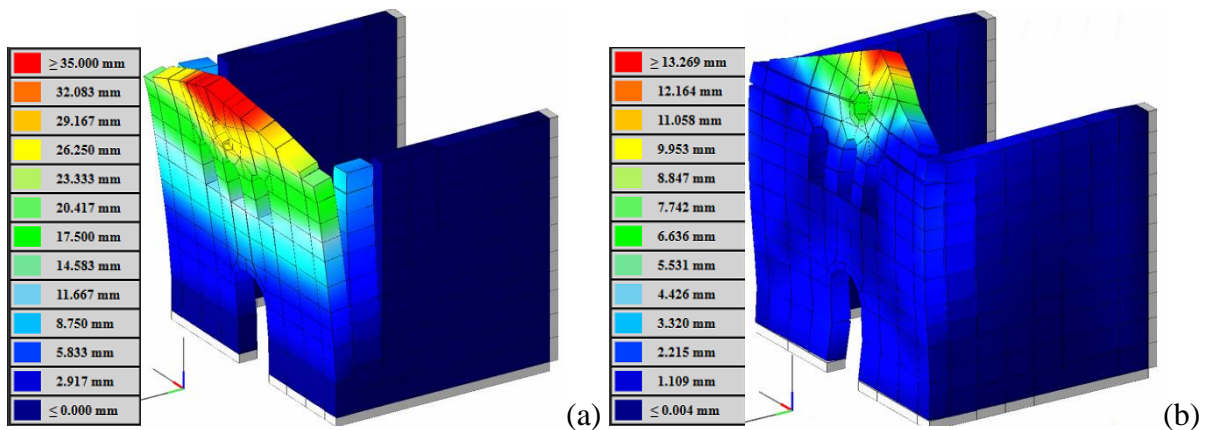 ≥ 35.000 mm
32.083 mm
29.167 mm
26.250 mm
23.333 mm
20.417 mm
17.500 mm
14.583 mm
11.667 mm
8.750 mm
5.833 mm
2.917 mm
≤ 0.000 mm
(a)
≥ 13.269 mm
12.164 mm
11.058 mm
9.953 mm
8.847 mm
7.742 mm
6.636 mm
5.531 mm
4.426 mm
3.320 mm
2.215 mm
1.109 mm
≤ 0.004 mm
(b)